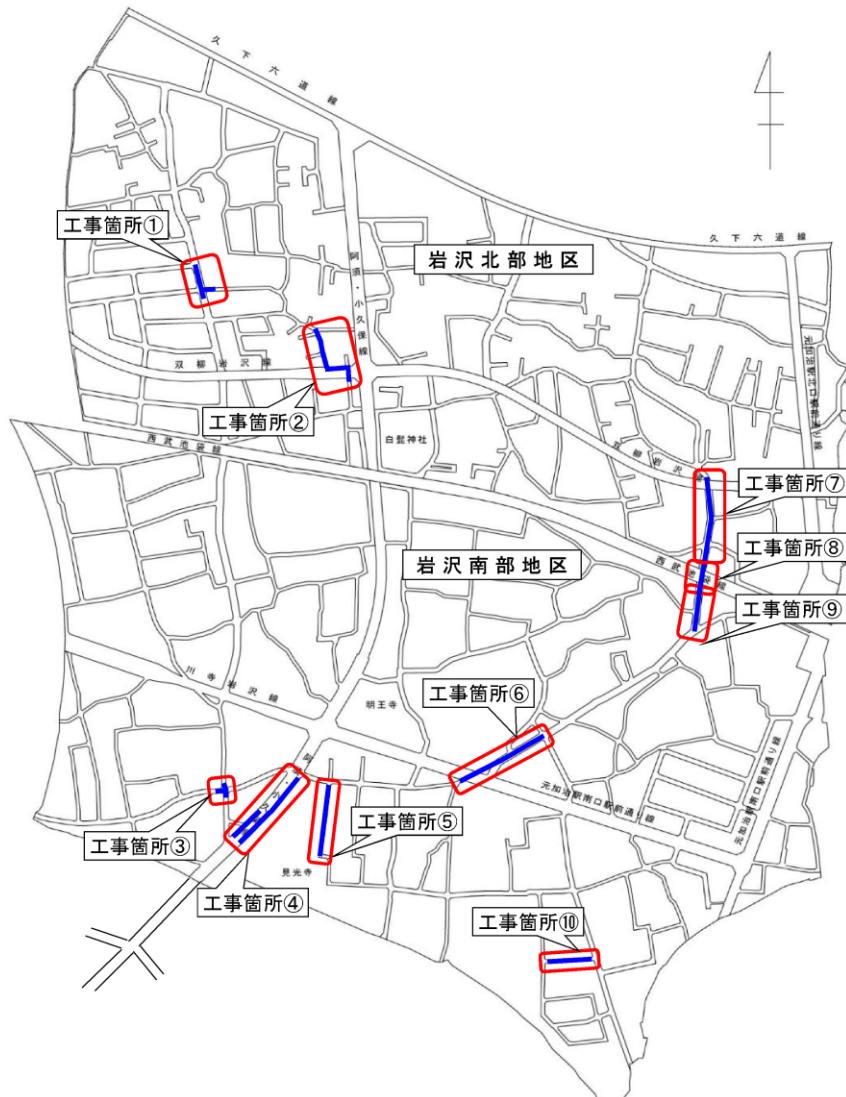 久下六道線
工事箇所①
岩沢北部地区
久下六道線
阿須・小久保線
元加治駅北口駅前通り線
双柳岩沢線
工事箇所②
白髭神社
西武池袋線
双柳岩沢線
工事箇所⑦
岩沢南部地区
工事箇所⑧
西武池袋線
工事箇所⑨
川寺岩沢線
明王寺
工事箇所⑥
元加治駅南口駅前通り線
元加治駅南口駅前通り線
工事箇所③
工事箇所⑤
見光寺
工事箇所④
工事箇所⑩